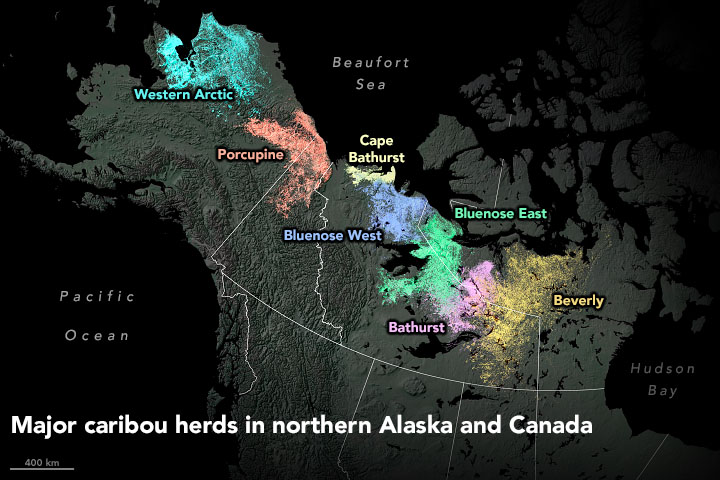 Beaufort
Sea
Western Arctic
Porcupine
Cape
Bathurst
Bluenose East
Bluenose West
Pacific
Ocean
Beverly
Bathurst
Hudson
Bay
Major caribou herds in northern Alaska and Canada
400 km